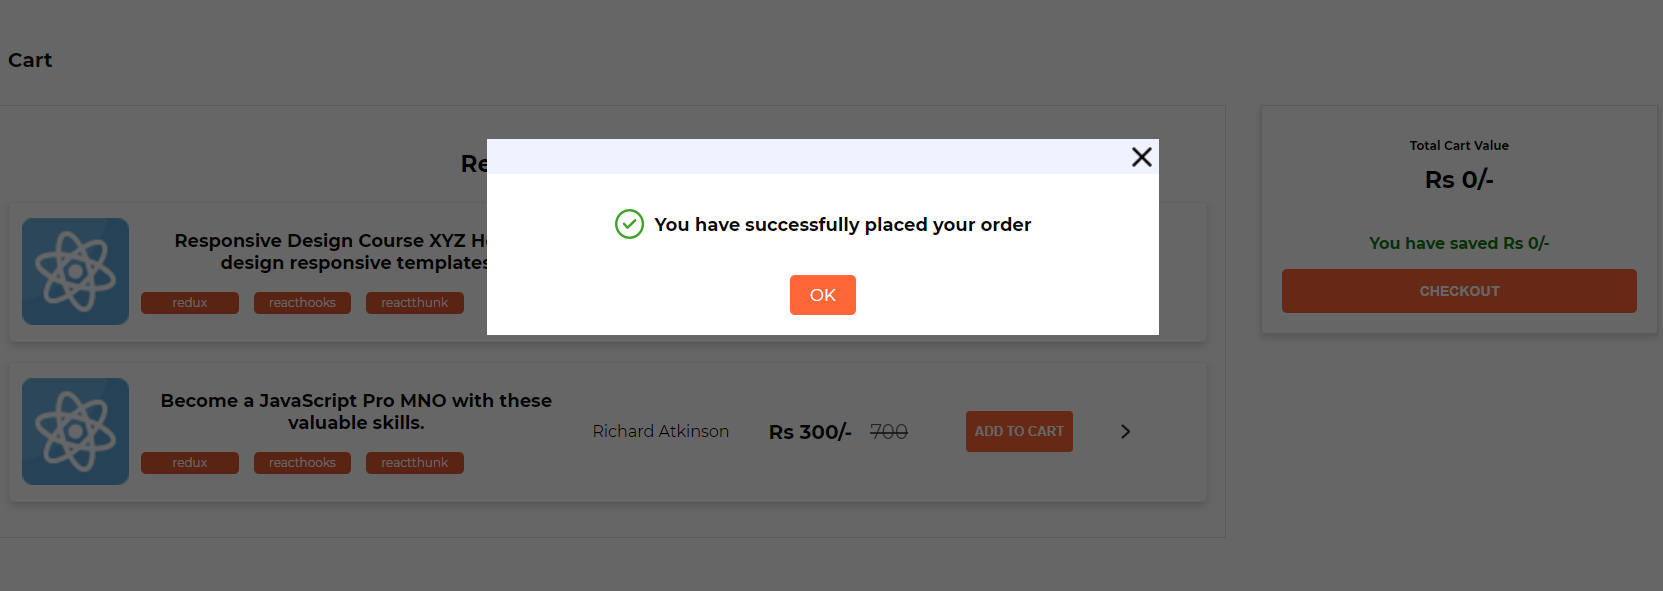 Cart
Re
You have successfully placed your order
OK
Responsive Design Course XYZ H
design responsive templates
redux reacthooks reactthunk
Become a JavaScript Pro MNO with these
valuable skills.
redux reacthooks reactthunk
Richard Atkinson Rs 300/- 700 ADD TO CART
Total Cart Value
Rs 0/-
You have saved Rs 0/-
CHECKOUT